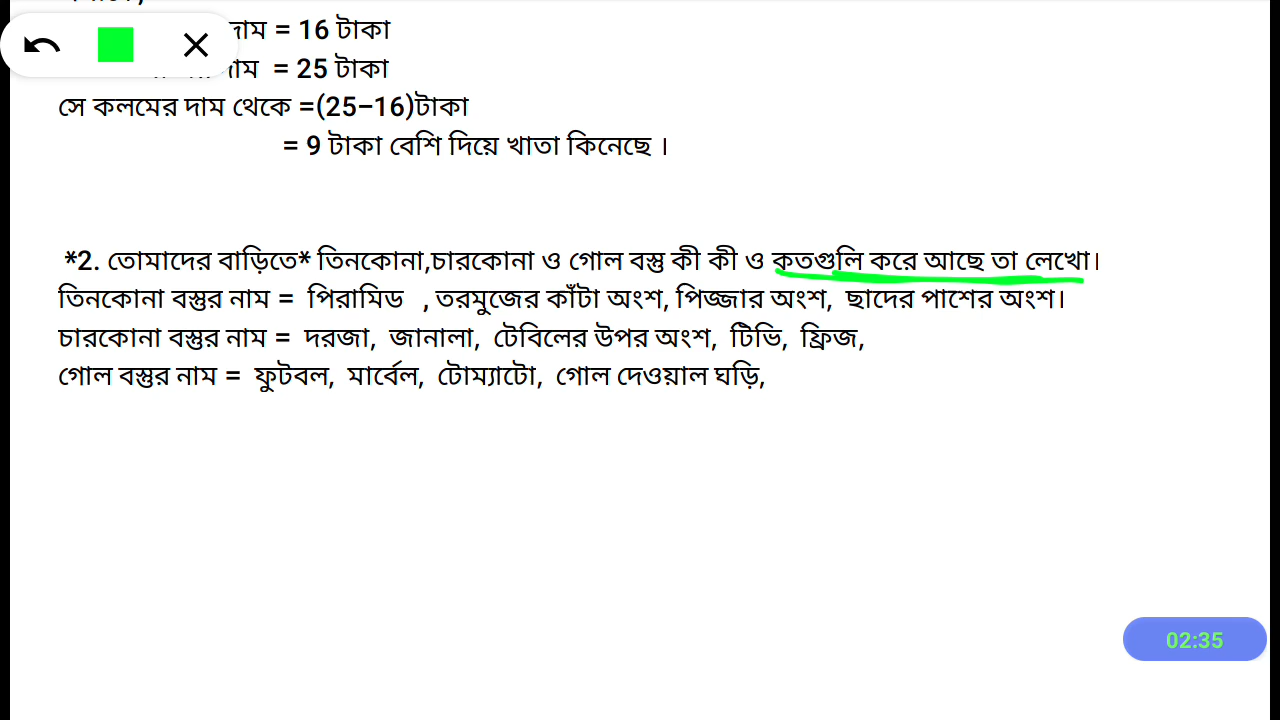 দাম = 16 টাকা
দাম = 25 টাকা
সে কলমের দাম থেকে =(25–16)টাকা
= 9 টাকা বেশি দিয়ে খাতা কিনেছে ।
*2. তোমাদের বাড়িতে* তিনকোনা,চারকোনা ও গোল বস্তু কী কী ও কতগুলি করে আছে তা লেখো।
তিনকোনা বস্তুর নাম = পিরামিড , তরমুজের কাঁটা অংশ, পিজ্জার অংশ, ছাদের পাশের অংশ।
চারকোনা বস্তুর নাম = দরজা, জানালা, টেবিলের উপর অংশ, টিভি, ফ্রিজ,
গোল বস্তুর নাম = ফুটবল, মার্বেল, টোম্যাটো, গোল দেওয়াল ঘড়ি,
02:35